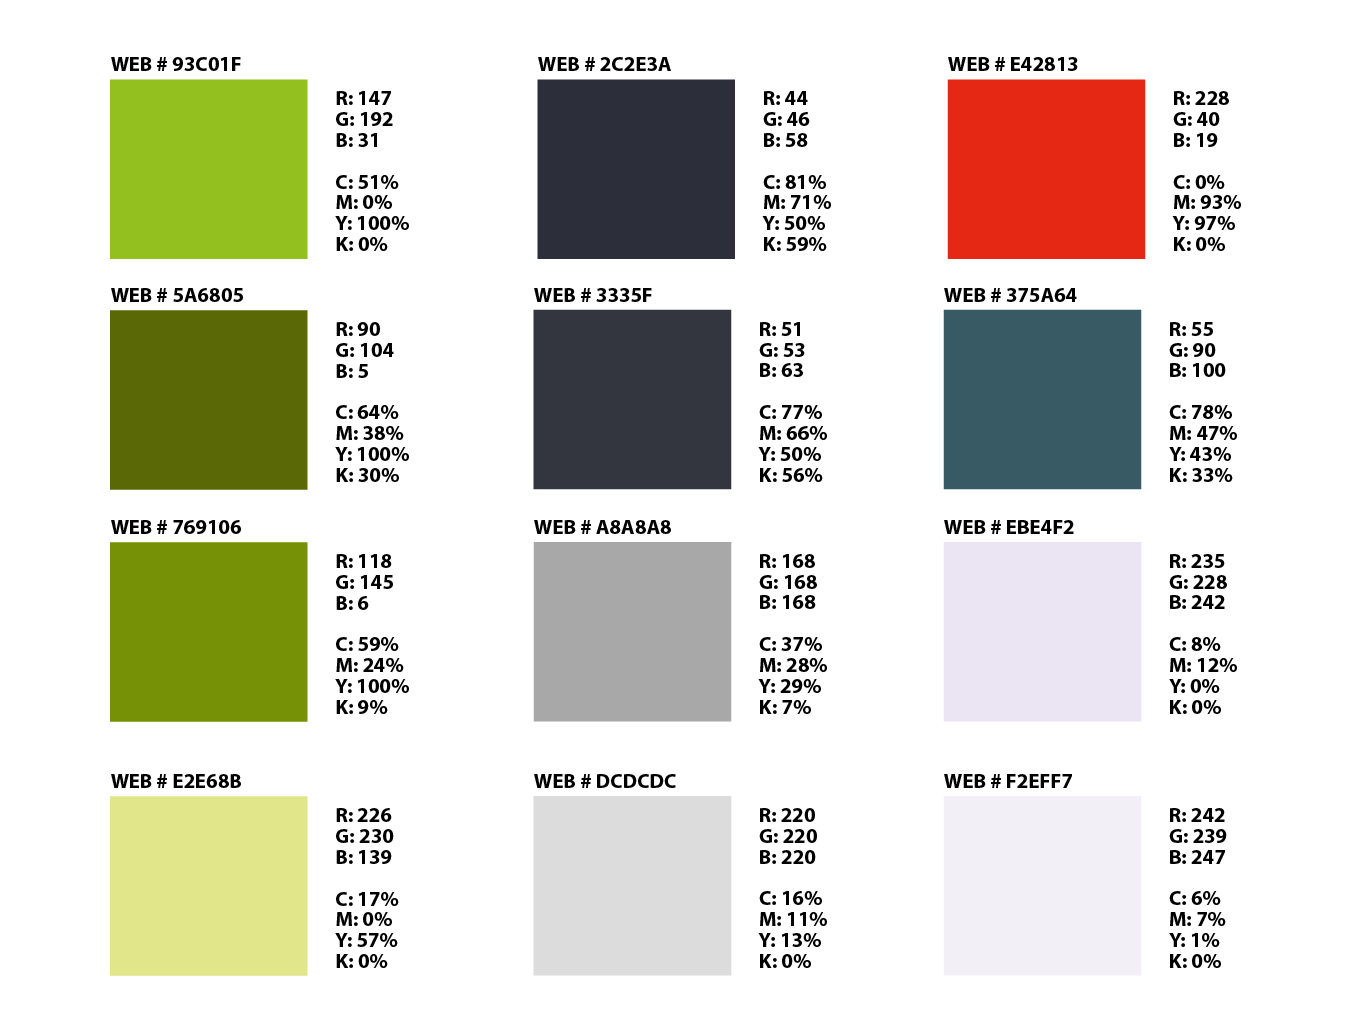 WEB # 93C01F
R: 147
G: 192
B: 31
C: 51%
M: 0%
Y: 100%
K: 0%
WEB # 2C2E3A
R: 44
G: 46
B: 58
C: 81%
M: 71%
Y: 50%
K: 59%
WEB # E42813
R: 228
G: 40
B: 19
C: 0%
M: 93%
Y: 97%
K: 0%
WEB # 5A6805
R: 90
G: 104
B: 5
C: 64%
M: 38%
Y: 100%
K: 30%
WEB # 3335F
R: 51
G: 53
B: 63
C: 77%
M: 66%
Y: 50%
K: 56%
WEB # 375A64
R: 55
G: 90
B: 100
C: 78%
M: 47%
Y: 43%
K: 33%
WEB # 769106
R: 118
G: 145
B: 6
C: 59%
M: 24%
Y: 100%
K: 9%
WEB # A8A8A8
R: 168
G: 168
B: 168
C: 37%
M: 28%
Y: 29%
K: 7%
WEB # EBE4F2
R: 235
G: 228
B: 242
C: 8%
M: 12%
Y: 0%
K: 0%
WEB # E2E68B
R: 226
G: 230
B: 139
C: 17%
M: 0%
Y: 57%
K: 0%
WEB # DCDCDC
R: 220
G: 220
B: 220
C: 16%
M: 11%
Y: 13%
K: 0%
WEB # F2EFF7
R: 242
G: 239
B: 247
C: 6%
M: 7%
Y: 1%
K: 0%